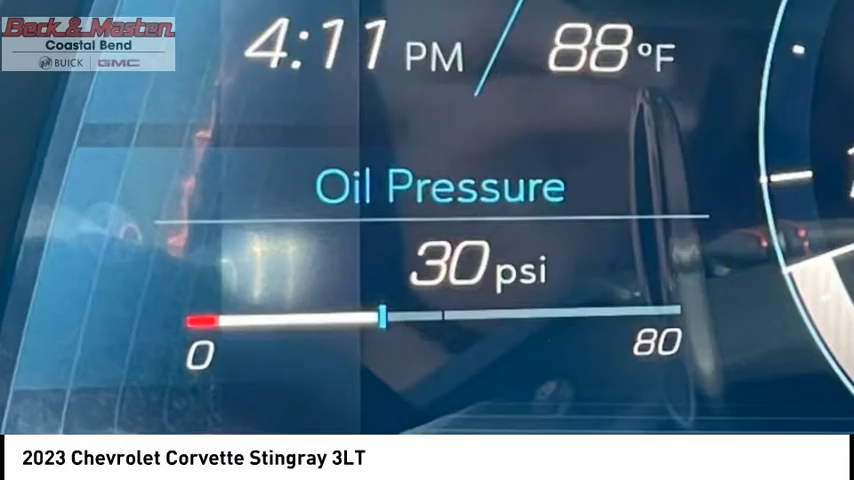 Beck & Masten
Coastal Bend
BUICK | GMC
4:11 PM 88°F
Oil Pressure
30 psi
0 80
2023 Chevrolet Corvette Stingray 3LT